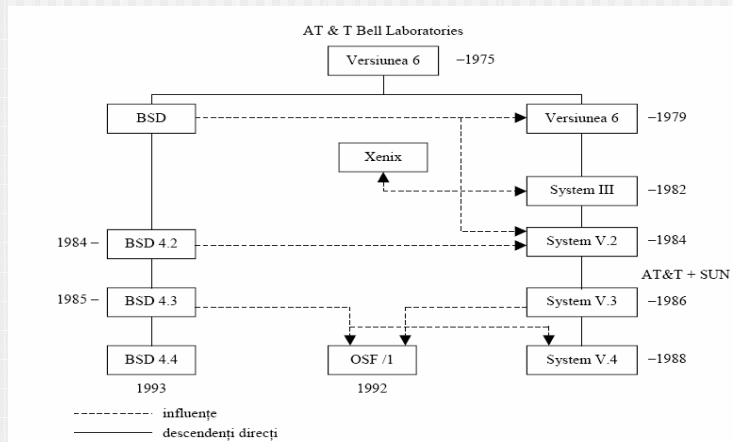 AT & T Bell Laboratories
Versiunea 6 –1975
BSD Versiunea 6 –1979
Xenix
System III –1982
1984 – BSD 4.2 System V.2 –1984
AT&T + SUN
1985 – BSD 4.3 System V.3 –1986
BSD 4.4 OSF /1 System V.4 –1988
1993 1992
influențe
descendenți direcți